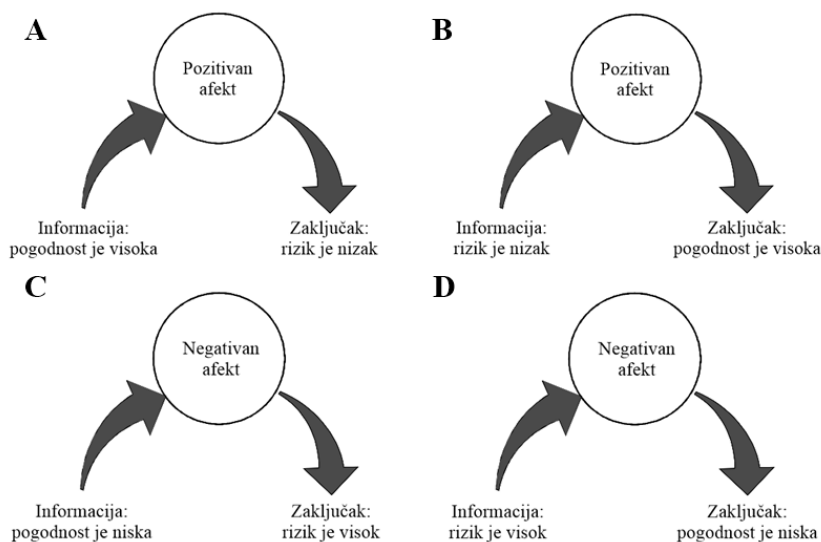 A
Pozitivan
afekt
Informacija:
pogodnost je visoka
Zaključak:
rizik je nizak
B
Pozitivan
afekt
Informacija:
rizik je nizak
Zaključak:
pogodnost je visoka
C
Negativan
afekt
Informacija:
pogodnost je niska
Zaključak:
rizik je visok
D
Negativan
afekt
Informacija:
rizik je visok
Zaključak:
pogodnost je niska